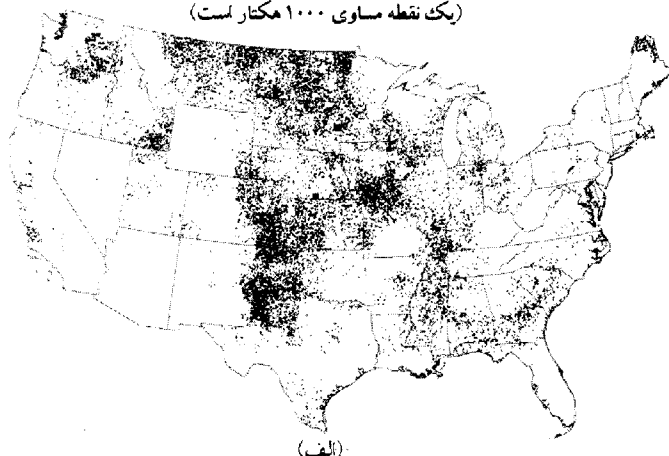 (یک نقطه مساوی ۱۰۰۰ هکتار است)
(الف)